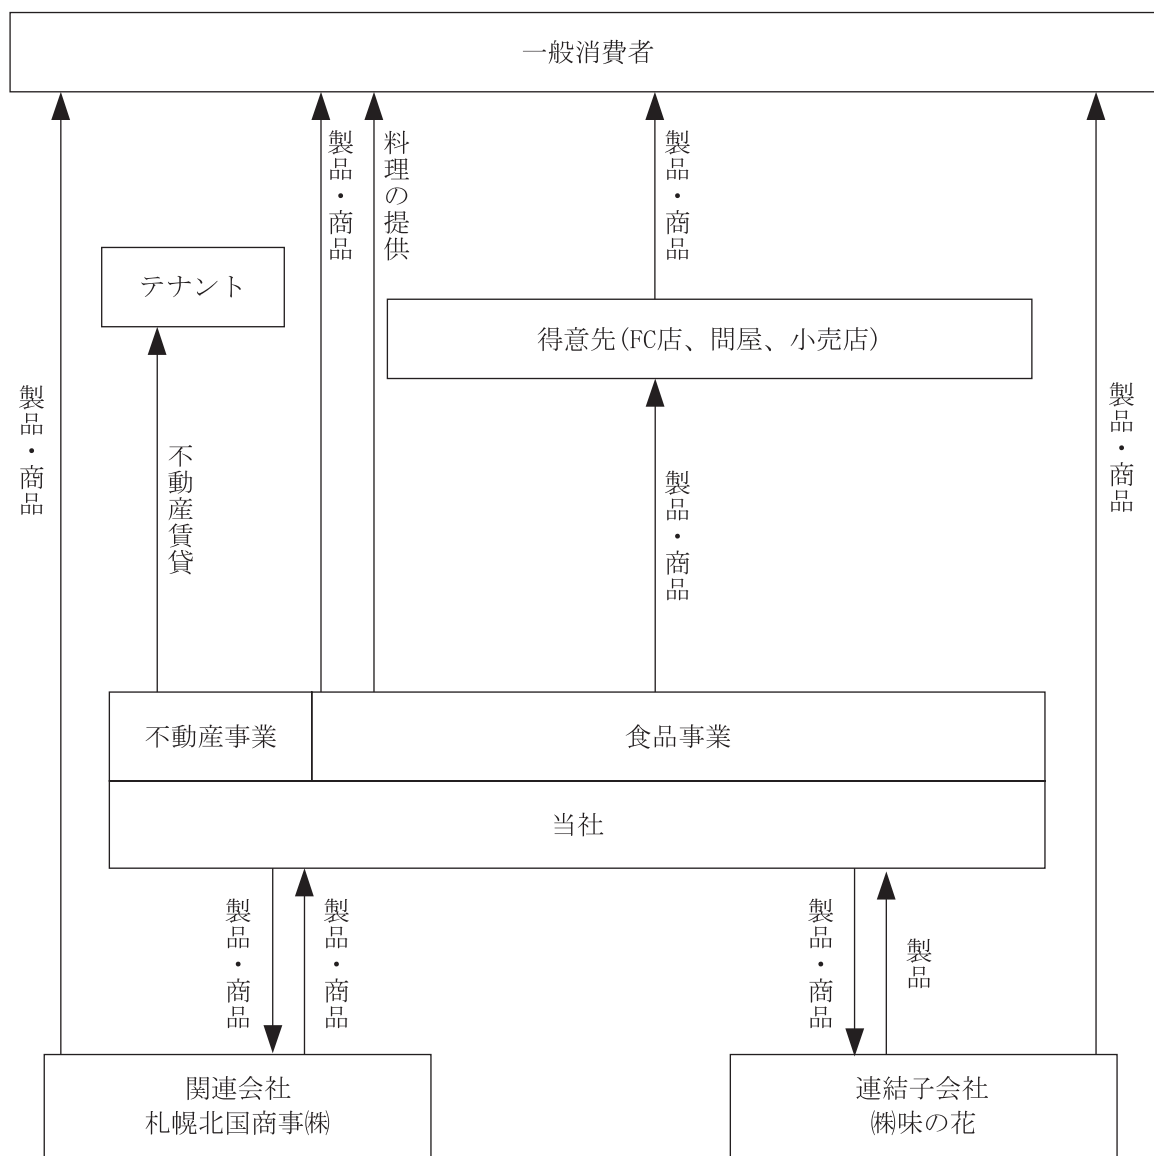 一般消費者
製品・商品
料理の提供
製品・商品
テナント
得意先(FC店、問屋、小売店)
製品・商品
製品・商品
不動産賃貸
製品・商品
不動産事業
食品事業
当社
製品・商品
製品・商品
製品・商品
製品
関連会社
札幌北国商事㈱
連結子会社
㈱味の花